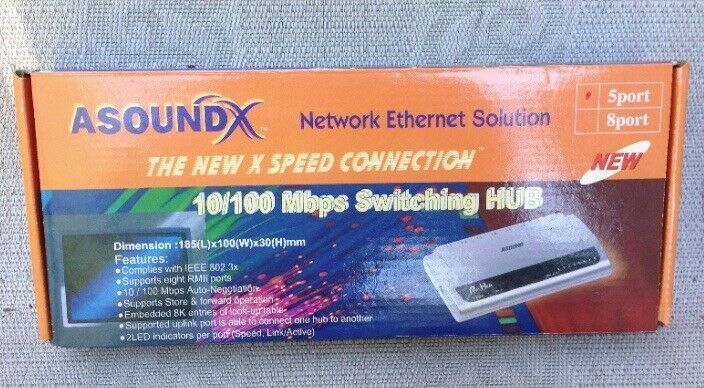 ASOUNDX™
Network Ethernet Solution
5port
8port
THE NEW X SPEED CONNECTION™
NEW
10/100 Mbps Switching HUB
Dimension :185(L)x100(W)x30(H)mm
Features:
•Complies with IEEE 802.3x
•Supports eight RMII ports
•10 / 100 Mbps Auto-Negotiation
•Supports Store & forward operation
•Embedded 8K entries of look-up table
•Supported uplink port is able to connect one hub to another
•2LED indicators per port (Speed, Link/Active)
ASOUND